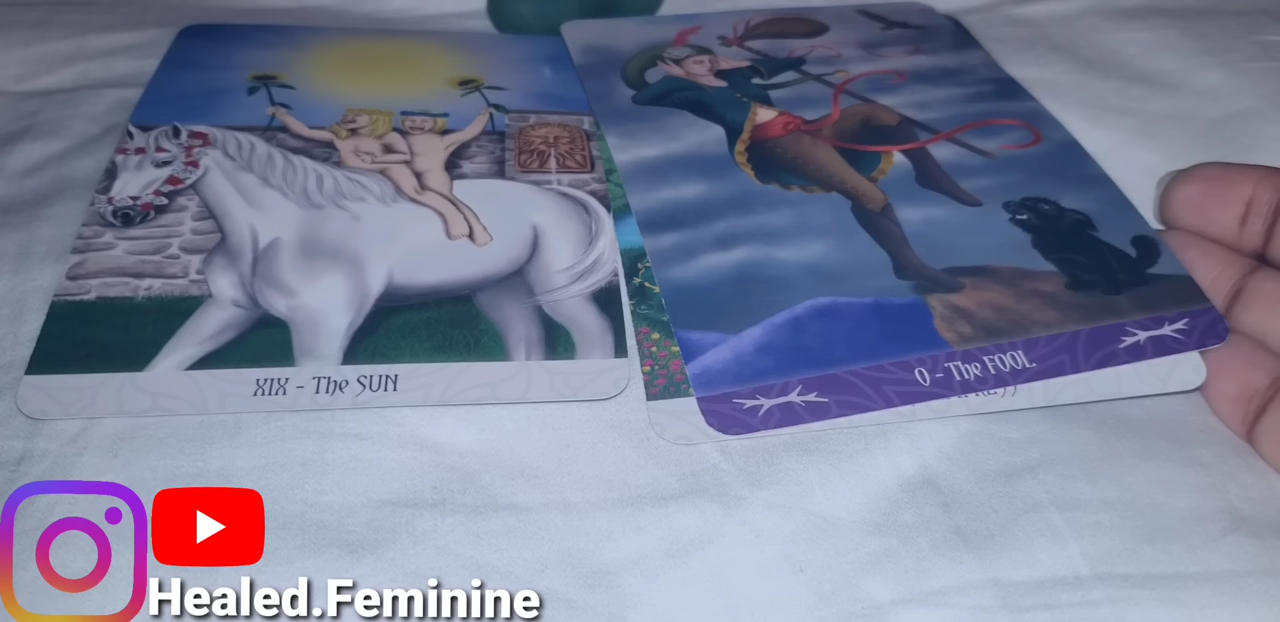 XIX - The SUN
0 - The FOOL
Healed.Feminine